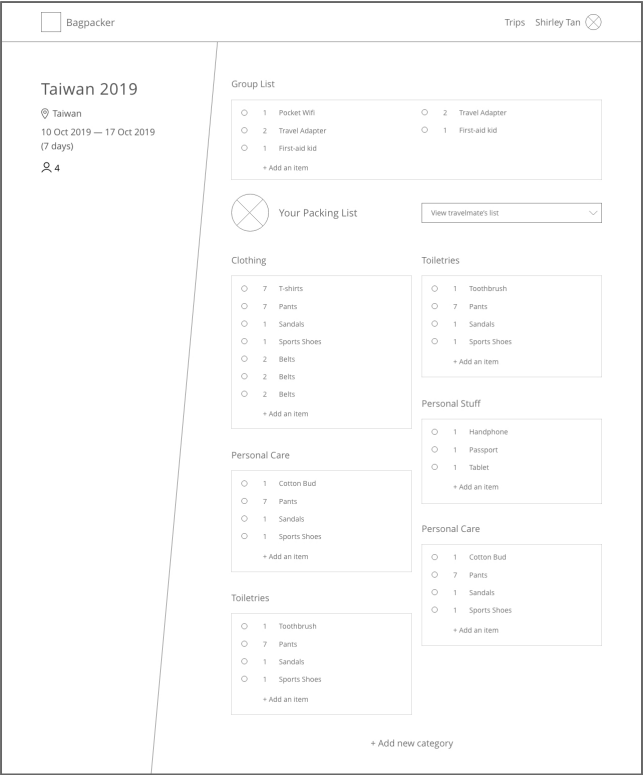 Bagpacker
Trips Shirley Tan
Taiwan 2019
Taiwan
10 Oct 2019 — 17 Oct 2019
(7 days)
4
Group List
1 Pocket Wifi
2 Travel Adapter
1 First-aid kid
+ Add an item
2 Travel Adapter
1 First-aid kid
Your Packing List
View travelmate's list
Clothing
7 T-shirts
7 Pants
1 Sandals
1 Sports Shoes
2 Belts
2 Belts
2 Belts
+ Add an item
Personal Care
1 Cotton Bud
7 Pants
1 Sandals
1 Sports Shoes
+ Add an item
Toiletries
1 Toothbrush
7 Pants
1 Sandals
1 Sports Shoes
+ Add an item
Toiletries
1 Toothbrush
7 Pants
1 Sandals
1 Sports Shoes
+ Add an item
Personal Stuff
1 Handphone
1 Passport
1 Tablet
+ Add an item
Personal Care
1 Cotton Bud
7 Pants
1 Sandals
1 Sports Shoes
+ Add an item
+ Add new category